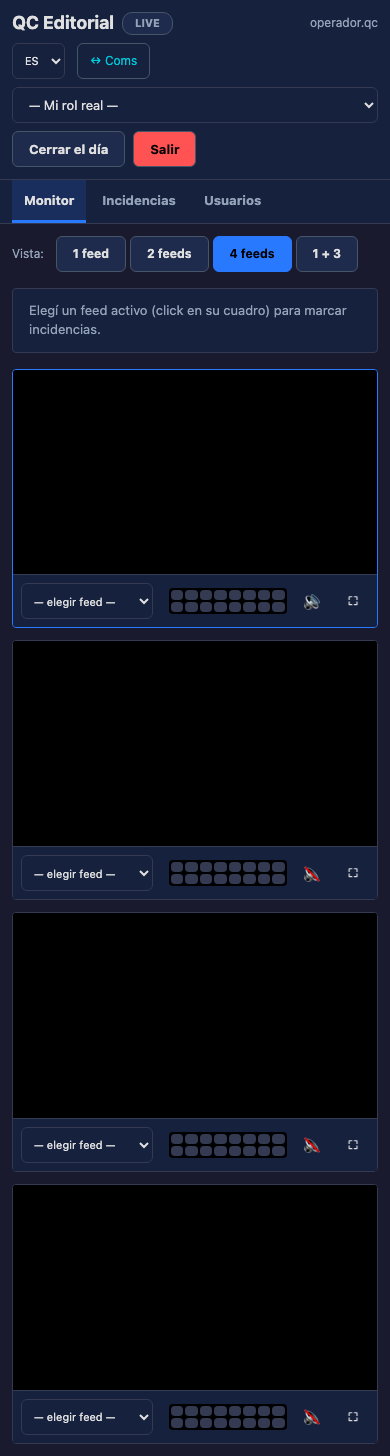 QC Editorial LIVE operador.qc
ES ↔ Coms
— Mi rol real —
Cerrar el día Salir
Monitor Incidencias Usuarios
Vista: 1 feed 2 feeds 4 feeds 1 + 3
Elegí un feed activo (click en su cuadro) para marcar
incidencias.
— elegir feed —
— elegir feed —
— elegir feed —
— elegir feed —